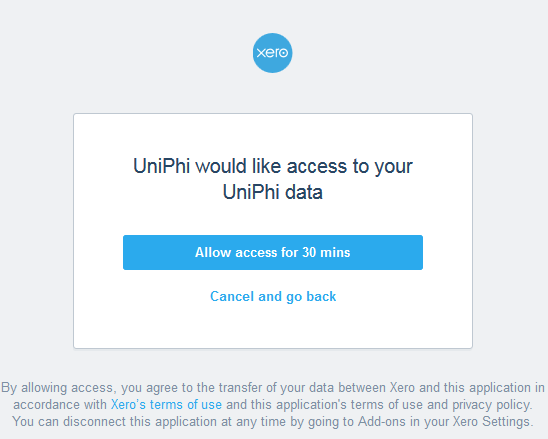 xero
UniPhi would like access to your
UniPhi data
Allow access for 30 mins
Cancel and go back
By allowing access, you agree to the transfer of your data between Xero and this application in
accordance with Xero's terms of use and this application's terms of use and privacy policy.
You can disconnect this application at any time by going to Add-ons in your Xero Settings.